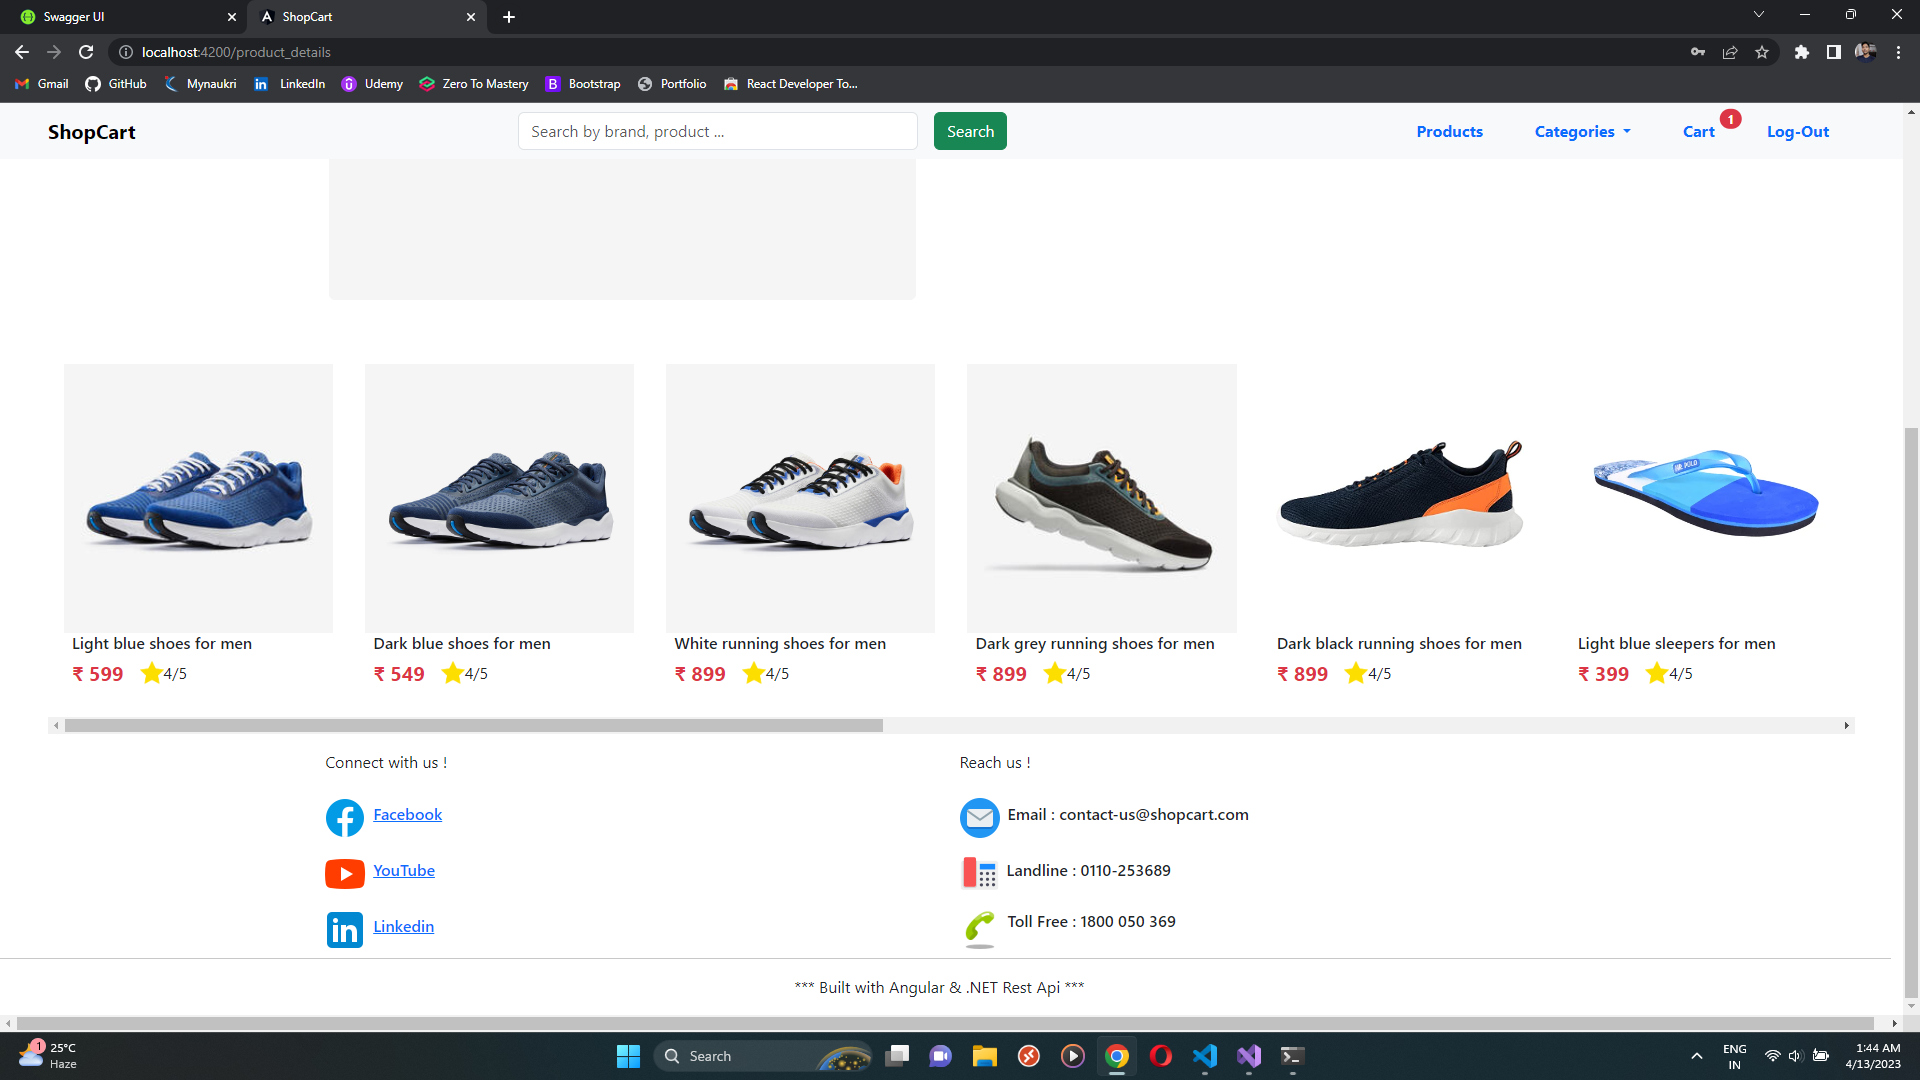 Swagger UI
ShopCart
localhost:4200/product_details
Gmail GitHub Mynaukri LinkedIn Udemy Zero To Mastery Bootstrap Portfolio React Developer To...
ShopCart Search by brand, product ... Search Products Categories Cart 1 Log-Out
MR. POLO
Light blue shoes for men
₹ 599 4/5
Dark blue shoes for men
₹ 549 4/5
White running shoes for men
₹ 899 4/5
Dark grey running shoes for men
₹ 899 4/5
Dark black running shoes for men
₹ 899 4/5
Light blue sleepers for men
₹ 399 4/5
Connect with us !
Facebook
YouTube
Linkedin
Reach us !
Email : contact-us@shopcart.com
Landline : 0110-253689
Toll Free : 1800 050 369
*** Built with Angular & .NET Rest Api ***
1
25°C
Haze
Search
ENG
IN
1:44 AM
4/13/2023